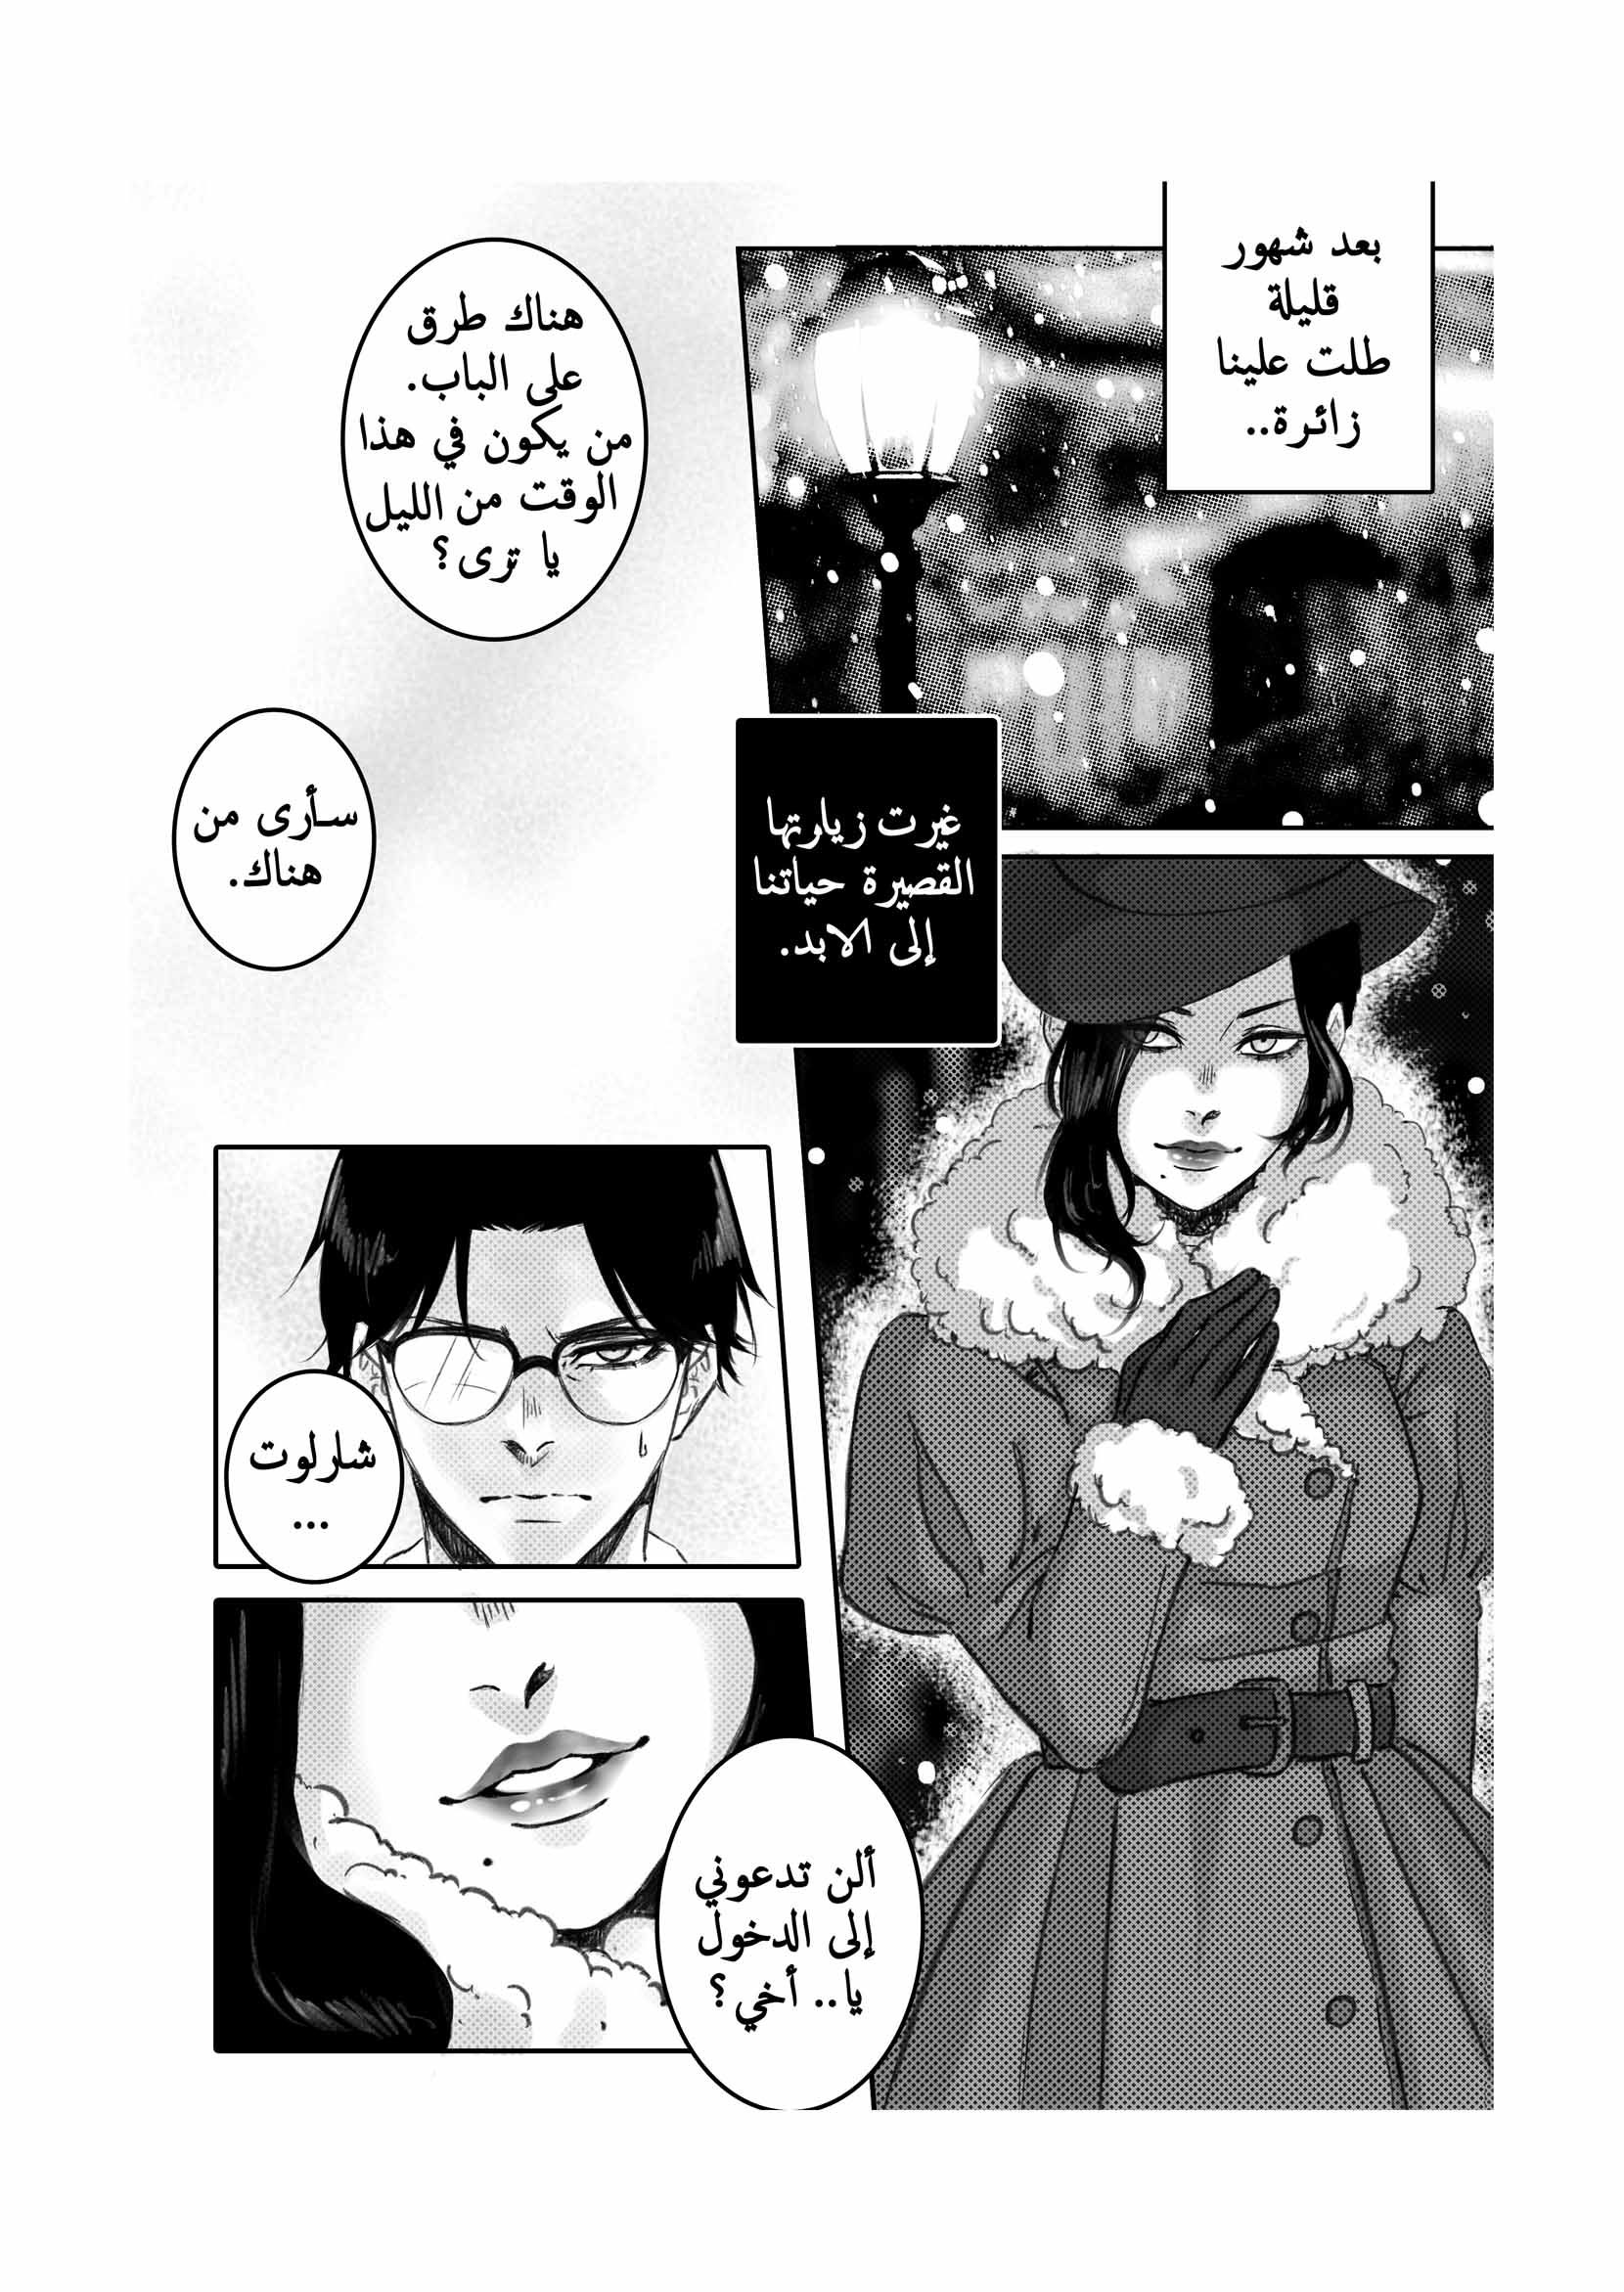 بعد شهور
قليلة
طلت علينا
زائرة..
هناك طرق
على الباب.
من يكون في هذا
الوقت من الليل
يا ترى؟
سأرى من
هناك.
غيرت زيارتها
القصيرة حياتنا
إلى الابد.
شارلوت
...
ألن تدعوني
إلى الدخول
يا.. أخي؟